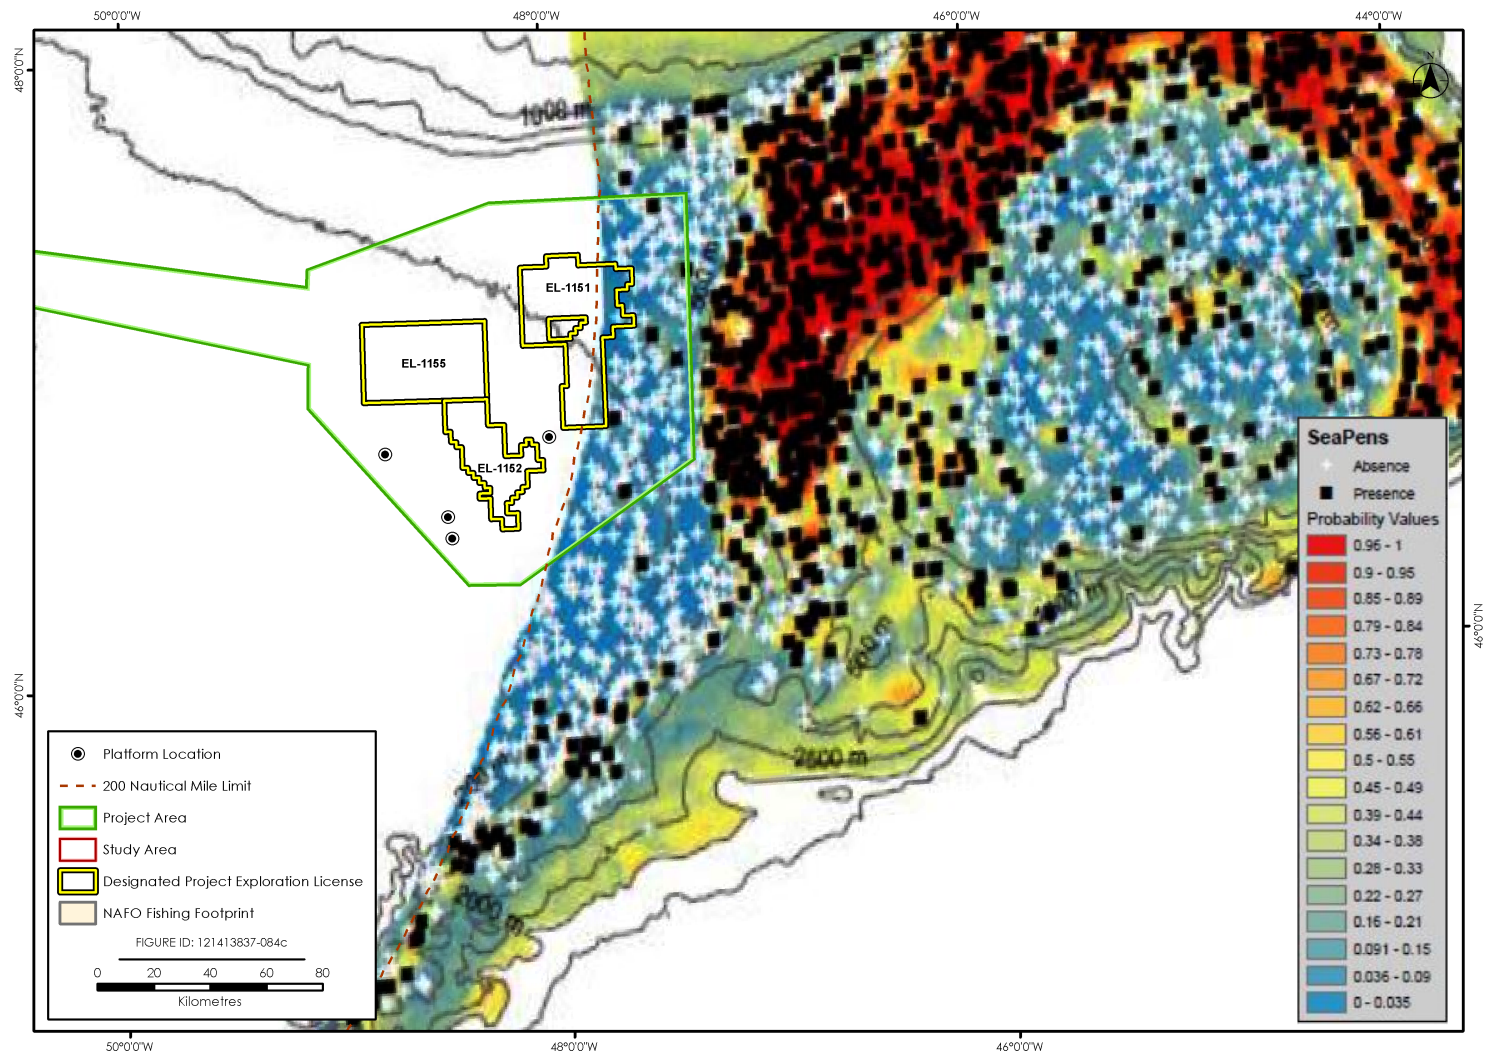 50°0'0"W 48°0'0"W 46°0'0"W 44°0'0"W
48°0'0"N
N
1008 m
EL-1151
EL-1155
EL-1152
46°0'0"N
46°0'0"N
2500 m
2000 m
SeaPens
Absence
Presence
Probability Values
0.96 - 1
0.9 - 0.95
0.85 - 0.89
0.79 - 0.84
0.73 - 0.78
0.67 - 0.72
0.62 - 0.66
0.56 - 0.61
0.5 - 0.55
0.45 - 0.49
0.39 - 0.44
0.34 - 0.38
0.28 - 0.33
0.22 - 0.27
0.16 - 0.21
0.091 - 0.15
0.036 - 0.09
0 - 0.035
Platform Location
200 Nautical Mile Limit
Project Area
Study Area
Designated Project Exploration License
NAFO Fishing Footprint
FIGURE ID: 121413837-084c
0 20 40 60 80
Kilometres
50°0'0"W 48°0'0"W 46°0'0"W